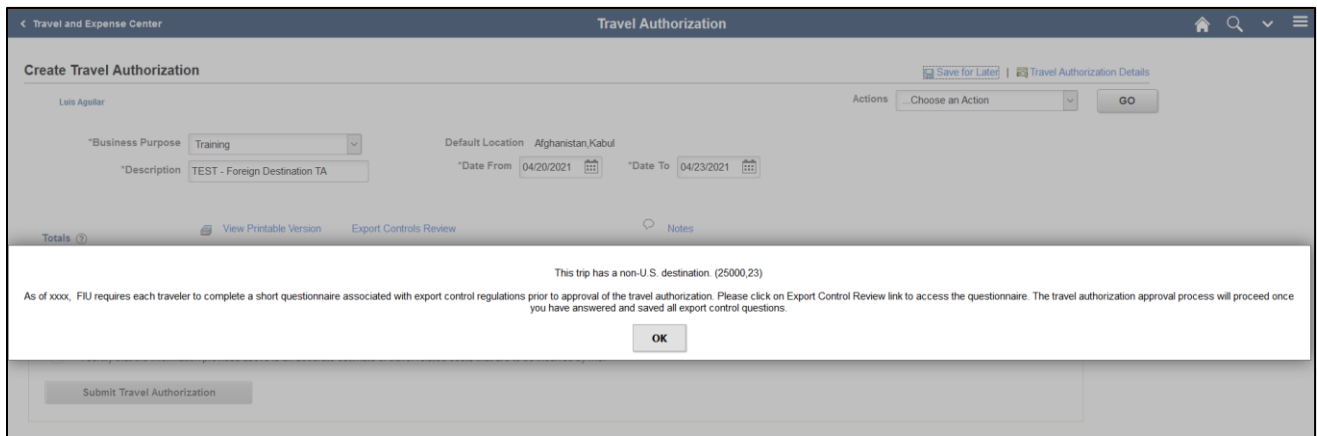 Travel and Expense Center
Travel Authorization
Create Travel Authorization
Save for Later | Travel Authorization Details
Luis Aguilar
Actions ...Choose an Action GO
*Business Purpose Training Default Location Afghanistan,Kabul
*Description TEST - Foreign Destination TA *Date From 04/20/2021 *Date To 04/23/2021
View Printable Version Export Controls Review Notes
Totals ?
This trip has a non-U.S. destination. (25000,23)
As of xxxx, FIU requires each traveler to complete a short questionnaire associated with export control regulations prior to approval of the travel authorization. Please click on Export Control Review link to access the questionnaire. The travel authorization approval process will proceed once
you have answered and saved all export control questions.
OK
Submit Travel Authorization